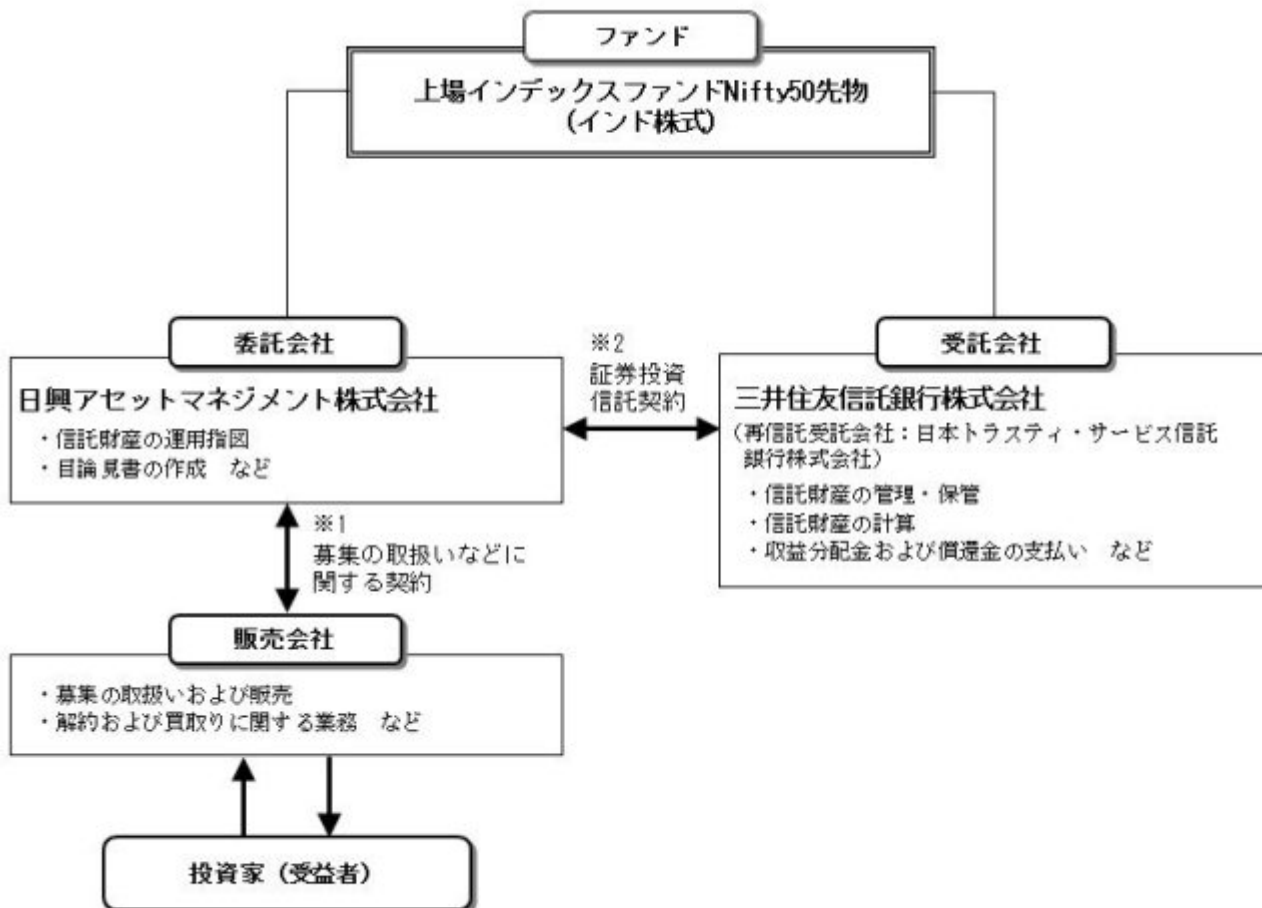 ファンド
上場インデックスファンドNifty50先物
(インド株式)
委託会社
日興アセットマネジメント株式会社
・信託財産の運用指図
・目論見書の作成　など
※2
証券投資
信託契約
受託会社
三井住友信託銀行株式会社
(再信託受託会社：日本トラスティ・サービス信託
銀行株式会社)
・信託財産の管理・保管
・信託財産の計算
・収益分配金および償還金の支払い　など
※1
募集の取扱いなどに
関する契約
販売会社
・募集の取扱いおよび販売
・解約および買取りに関する業務　など
投資家（受益者）